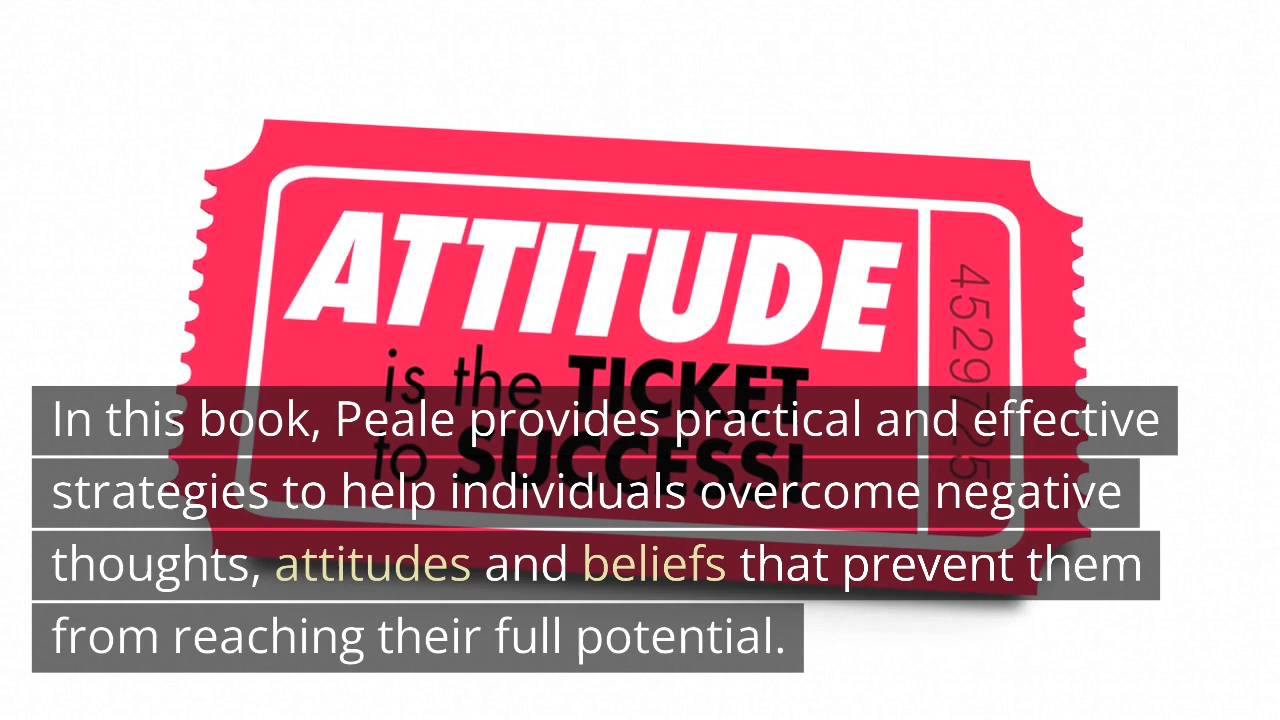 ATTITUDE
is the TICKET
to SUCCESS!
4529725
In this book, Peale provides practical and effective
strategies to help individuals overcome negative
thoughts, attitudes and beliefs that prevent them
from reaching their full potential.